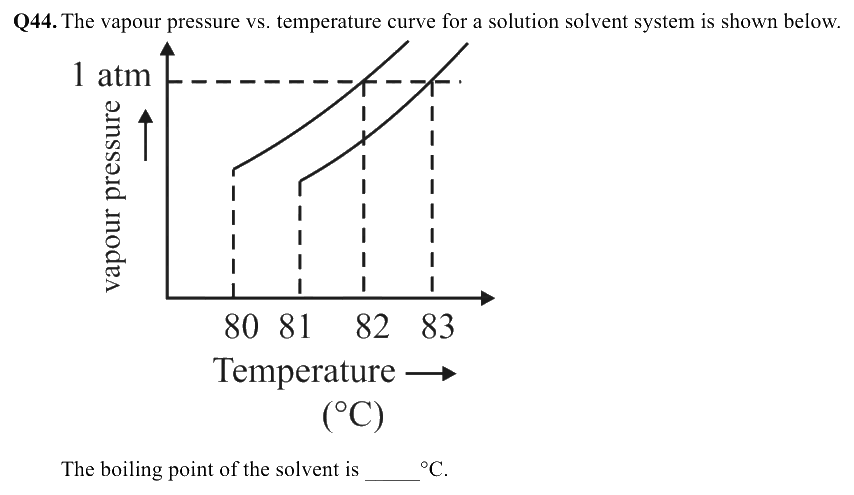 Q44. The vapour pressure vs. temperature curve for a solution solvent system is shown below.
1 atm
vapour pressure
80 81 82 83
Temperature
(°C)
The boiling point of the solvent is _____°C.